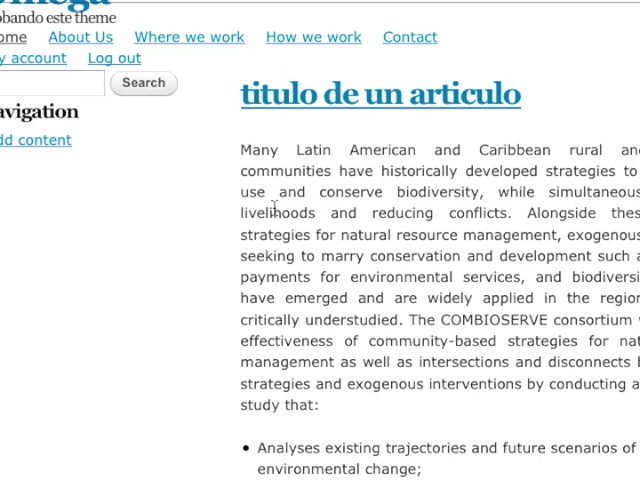 obando este theme
ome About Us Where we work How we work Contact
y account Log out
Search
avigation
dd content
titulo de un articulo
Many Latin American and Caribbean rural and
communities have historically developed strategies to
use and conserve biodiversity, while simultaneous
livelihoods and reducing conflicts. Alongside thes
strategies for natural resource management, exogenous
seeking to marry conservation and development such a
payments for environmental services, and biodiversi
have emerged and are widely applied in the region
critically understudied. The COMBIOSERVE consortium
effectiveness of community-based strategies for nat
management as well as intersections and disconnects
strategies and exogenous interventions by conducting a
study that:
• Analyses existing trajectories and future scenarios of
environmental change;